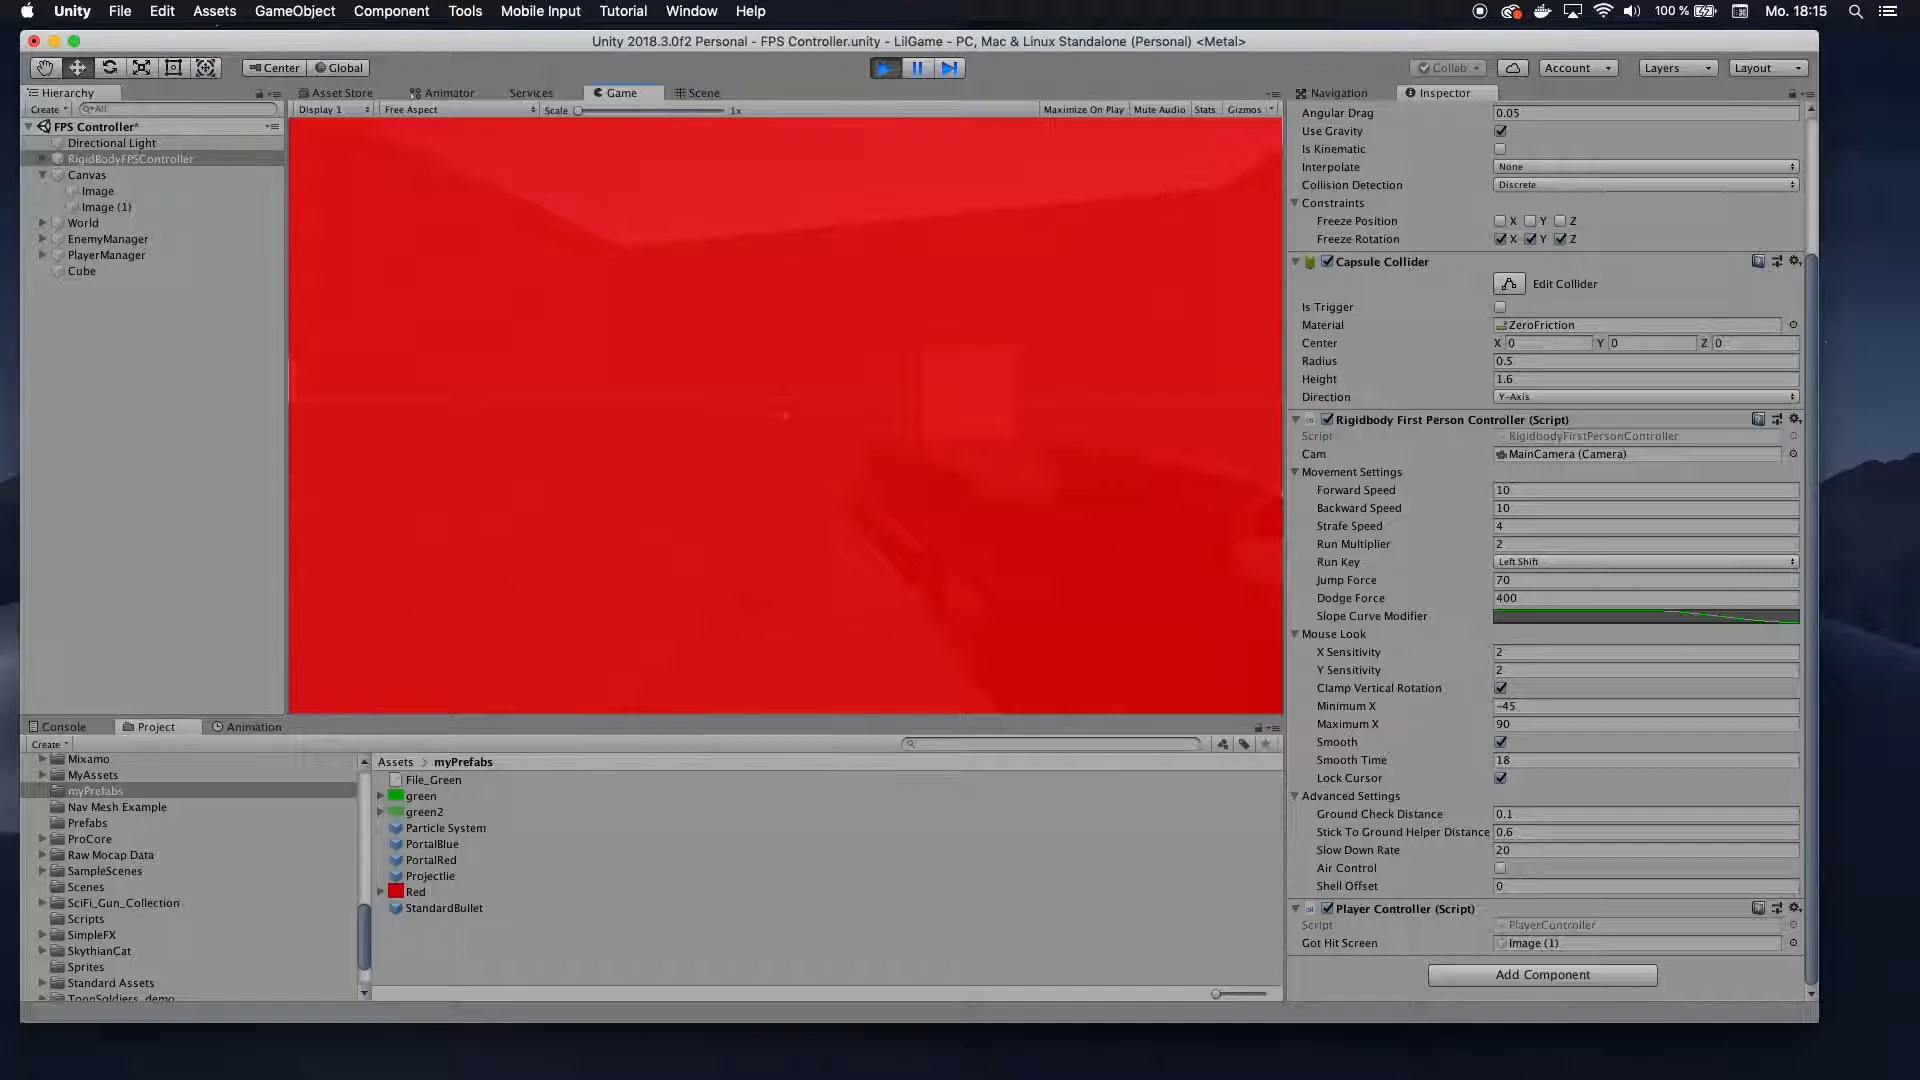 Unity File Edit Assets GameObject Component Tools Mobile Input Tutorial Window Help 100 % Mo. 18:15
Unity 2018.3.0f2 Personal - FPS Controller.unity - LilGame - PC, Mac & Linux Standalone (Personal) <Metal>
Center Global Collab Account Layers Layout
Hierarchy Asset Store Animator Services Game Scene Navigation Inspector
Create All Display 1 Free Aspect Scale 1x Maximize On Play Mute Audio Stats Gizmos
FPS Controller*
Directional Light
RigidBodyFPSController
Canvas
Image
Image (1)
World
EnemyManager
PlayerManager
Cube
Angular Drag 0.05
Use Gravity
Is Kinematic
Interpolate None
Collision Detection Discrete
Constraints
Freeze Position X Y Z
Freeze Rotation X Y Z
Capsule Collider
Edit Collider
Is Trigger
Material ZeroFriction
Center X 0 Y 0 Z 0
Radius 0.5
Height 1.6
Direction Y-Axis
Rigidbody First Person Controller (Script)
Script RigidbodyFirstPersonController
Cam MainCamera (Camera)
Movement Settings
Forward Speed 10
Backward Speed 10
Strafe Speed 4
Run Multiplier 2
Run Key Left Shift
Jump Force 70
Dodge Force 400
Slope Curve Modifier
Mouse Look
X Sensitivity 2
Y Sensitivity 2
Clamp Vertical Rotation
Minimum X -45
Maximum X 90
Smooth
Smooth Time 18
Lock Cursor
Advanced Settings
Ground Check Distance 0.1
Stick To Ground Helper Distance 0.6
Slow Down Rate 20
Air Control
Shell Offset 0
Player Controller (Script)
Script PlayerController
Got Hit Screen Image (1)
Add Component
Console Project Animation
Create
Mixamo
MyAssets
myPrefabs
Nav Mesh Example
Prefabs
ProCore
Raw Mocap Data
SampleScenes
Scenes
SciFi_Gun_Collection
Scripts
SimpleFX
SkythianCat
Sprites
Standard Assets
ToonSoldiers_demo
Assets > myPrefabs
File_Green
green
green2
Particle System
PortalBlue
PortalRed
Projectlie
Red
StandardBullet